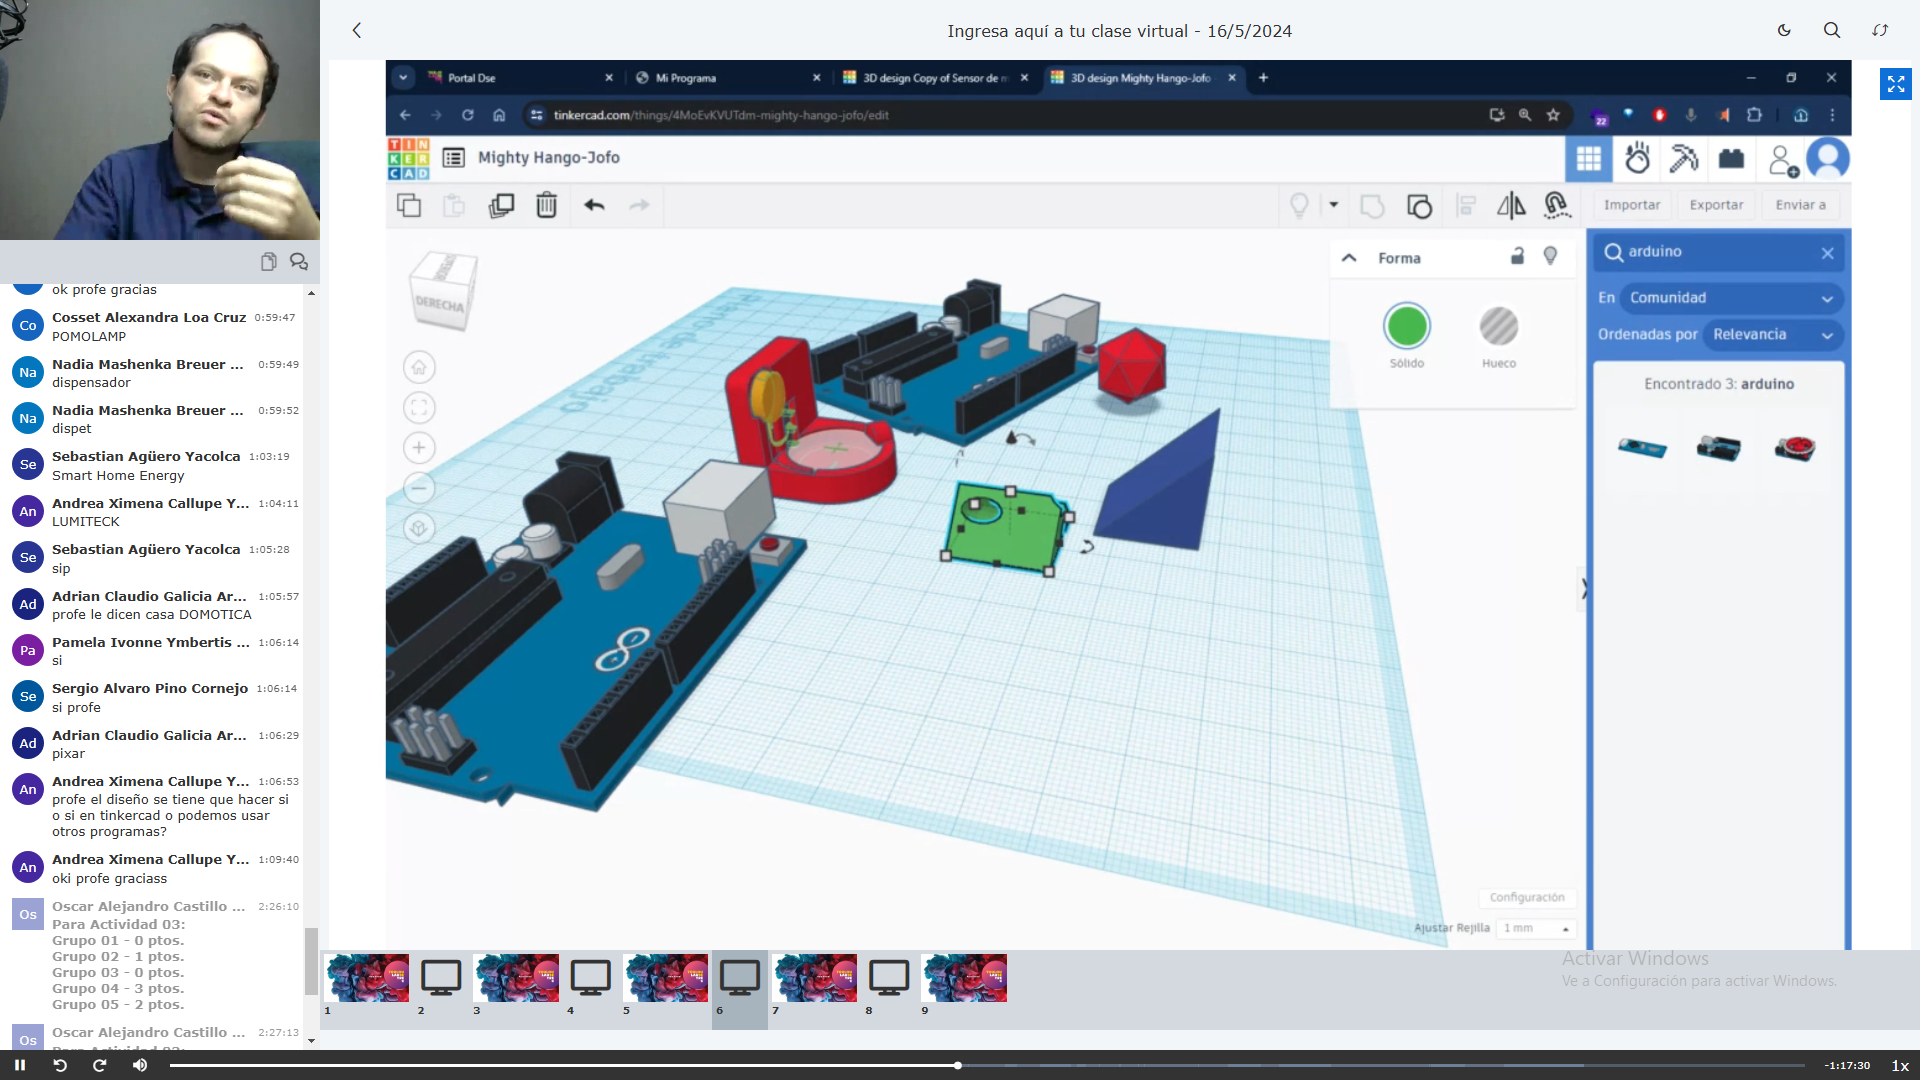 Ingresa aquí a tu clase virtual - 16/5/2024
Portal Dse
Mi Programa
3D design Copy of Sensor de m
3D design Mighty Hango-Jofo
tinkercad.com/things/4MoEvKVUTdm-mighty-hango-jofo/edit
22
TIN
KER
CAD
Mighty Hango-Jofo
Importar
Exportar
Enviar a
SUPERIOR
DERECHA
Plano de trabajo
Forma
Sólido
Hueco
arduino
En Comunidad
Ordenadas por Relevancia
Encontrado 3: arduino
Configuración
Ajustar Rejilla 1 mm
ok profe gracias
Co
Cosset Alexandra Loa Cruz 0:59:47
POMOLAMP
Na
Nadia Mashenka Breuer ... 0:59:49
dispensador
Na
Nadia Mashenka Breuer ... 0:59:52
dispet
Se
Sebastian Agüero Yacolca 1:03:19
Smart Home Energy
An
Andrea Ximena Callupe Y... 1:04:11
LUMITECK
Se
Sebastian Agüero Yacolca 1:05:28
sip
Ad
Adrian Claudio Galicia Ar... 1:05:57
profe le dicen casa DOMOTICA
Pa
Pamela Ivonne Ymbertis ... 1:06:14
si
Se
Sergio Alvaro Pino Cornejo 1:06:14
si profe
Ad
Adrian Claudio Galicia Ar... 1:06:29
pixar
An
Andrea Ximena Callupe Y... 1:06:53
profe el diseño se tiene que hacer si
o si en tinkercad o podemos usar
otros programas?
An
Andrea Ximena Callupe Y... 1:09:40
oki profe graciass
Os
Oscar Alejandro Castillo ... 2:26:10
Para Actividad 03:
Grupo 01 - 0 ptos.
Grupo 02 - 1 ptos.
Grupo 03 - 0 ptos.
Grupo 04 - 3 ptos.
Grupo 05 - 2 ptos.
Os
Oscar Alejandro Castillo ... 2:27:13
Para Actividad 03:
1
2
3
4
5
6
7
8
9
Activar Windows
Ve a Configuración para activar Windows.
-1:17:30
1x